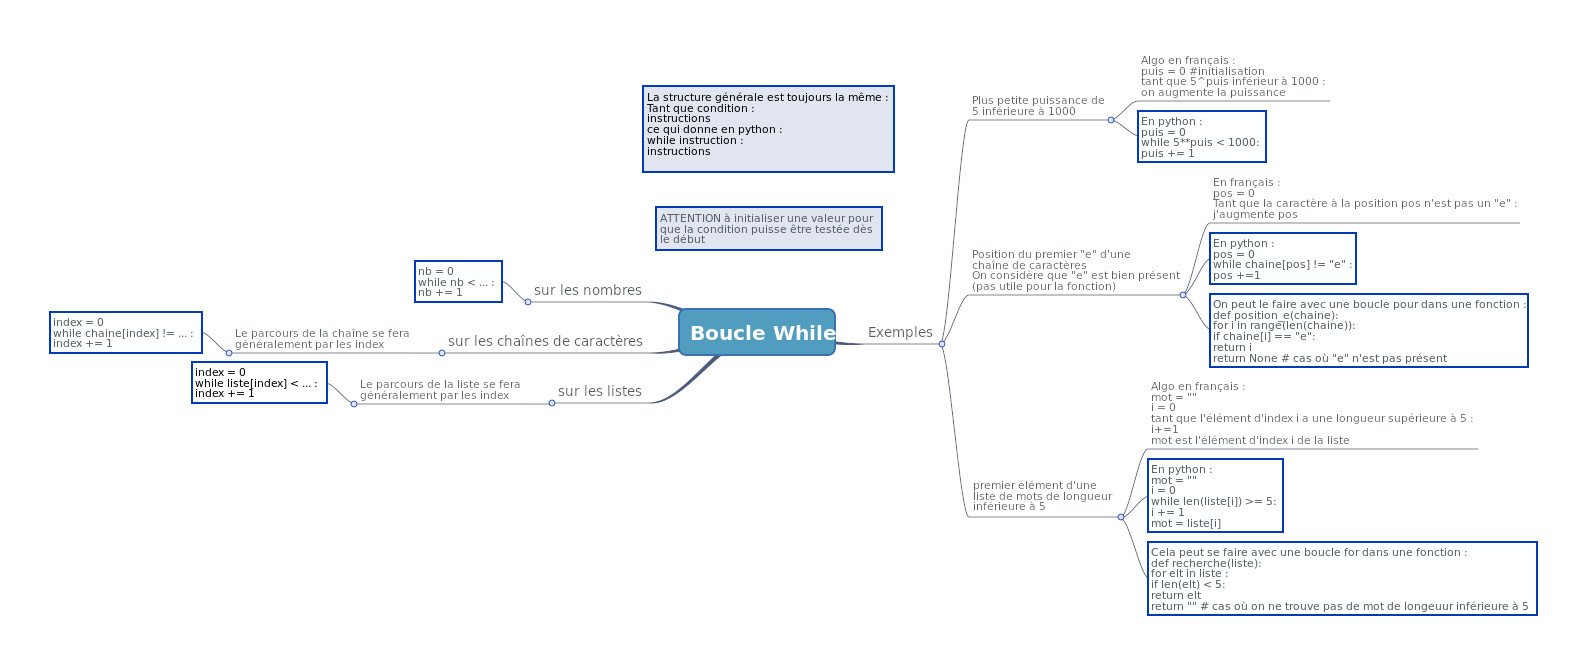 La structure générale est toujours la même :
Tant que condition :
instructions
ce qui donne en python :
while instruction :
instructions
ATTENTION à initialiser une valeur pour
que la condition puisse être testée dès
le début
Boucle While
sur les nombres
nb = 0
while nb < ... :
nb += 1
sur les chaînes de caractères
Le parcours de la chaîne se fera
généralement par les index
index = 0
while chaine[index] != ... :
index += 1
sur les listes
Le parcours de la liste se fera
généralement par les index
index = 0
while liste[index] < ... :
index += 1
Exemples
Plus petite puissance de
5 inférieure à 1000
Algo en français :
puis = 0 #initialisation
tant que 5^puis inférieur à 1000 :
on augmente la puissance
En python :
puis = 0
while 5**puis < 1000:
puis += 1
Position du premier "e" d'une
chaîne de caractères
On considère que "e" est bien présent
(pas utile pour la fonction)
En français :
pos = 0
Tant que la caractère à la position pos n'est pas un "e" :
j'augmente pos
En python :
pos = 0
while chaine[pos] != "e" :
pos +=1
On peut le faire avec une boucle pour dans une fonction :
def position_e(chaine):
for i in range(len(chaine)):
if chaine[i] == "e":
return i
return None # cas où "e" n'est pas présent
premier élément d'une
liste de mots de longueur
inférieure à 5
Algo en français :
mot = ""
i = 0
tant que l'élément d'index i a une longueur supérieure à 5 :
i+=1
mot est l'élément d'index i de la liste
En python :
mot = ""
i = 0
while len(liste[i]) >= 5:
i += 1
mot = liste[i]
Cela peut se faire avec une boucle for dans une fonction :
def recherche(liste):
for elt in liste :
if len(elt) < 5:
return elt
return "" # cas où on ne trouve pas de mot de longeuur inférieure à 5